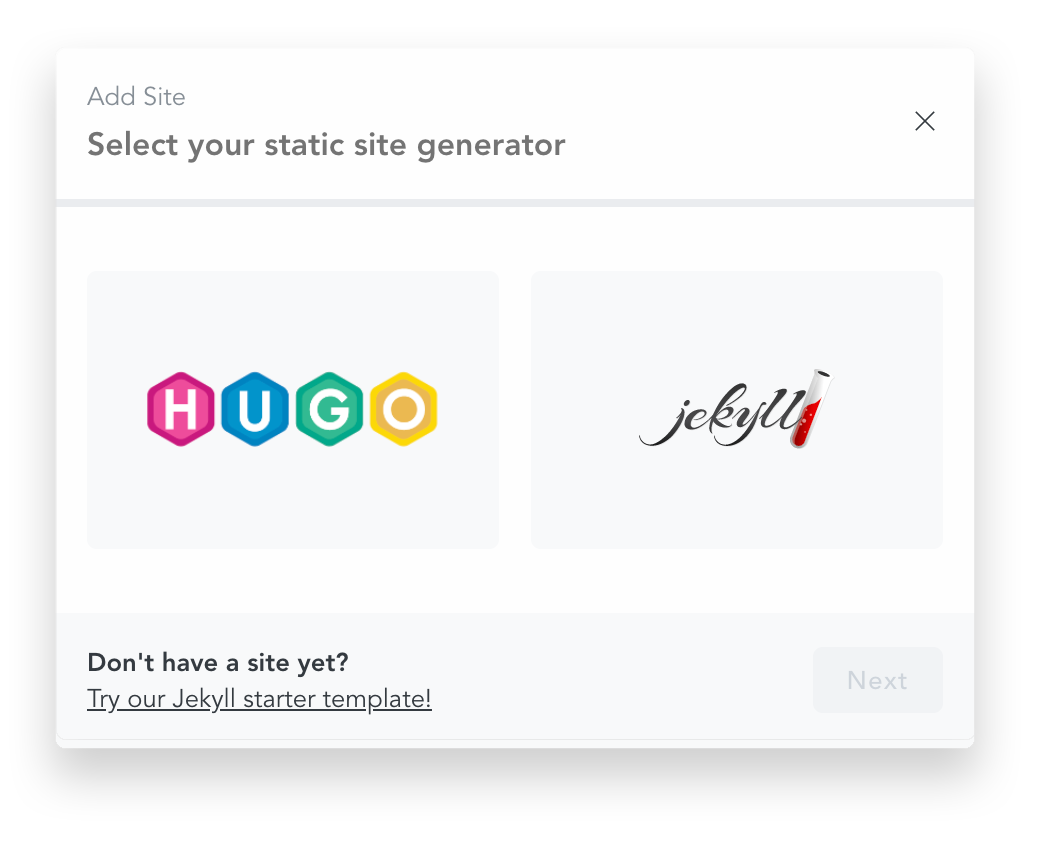 Add Site
Select your static site generator
HUGO
jekyll
Don't have a site yet?
Try our Jekyll starter template!
Next